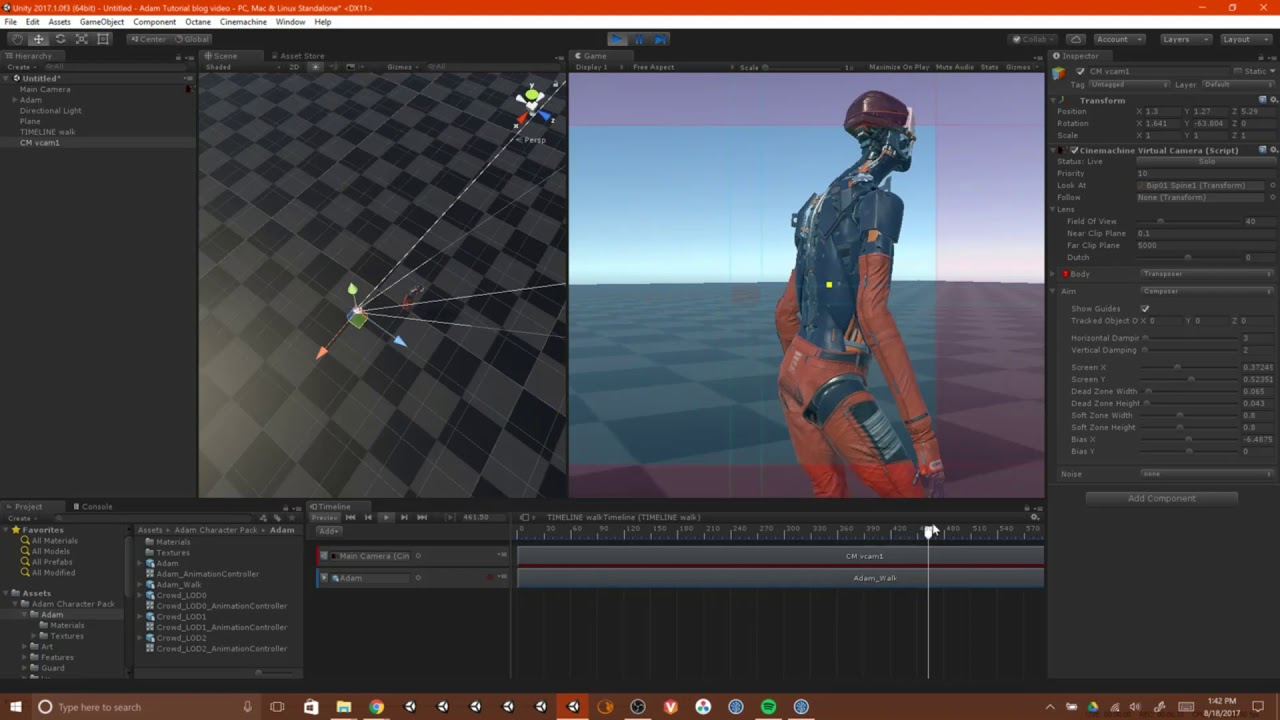 Unity 2017.1.0f3 (64bit) - Untitled - Adam Tutorial blog video - PC, Mac & Linux Standalone* <DX11>
File Edit Assets GameObject Component Octane Cinemachine Window Help
Center Global Collab Account Layers Layout
Hierarchy
Create All
Untitled*
Main Camera
Adam
Directional Light
Plane
TIMELINE walk
CM vcam1
Scene Asset Store
Shaded 2D Gizmos All
y x z
Persp
Game
Display 1 Free Aspect Scale 1x Maximize On Play Mute Audio Stats Gizmos
Inspector
CM vcam1 Static
Tag Untagged Layer Default
Transform
Position X 1.3 Y 1.27 Z 5.29
Rotation X 1.641 Y -63.804 Z 0
Scale X 1 Y 1 Z 1
Cinemachine Virtual Camera (Script)
Status: Live Solo
Priority 10
Look At Bip01 Spine1 (Transform)
Follow None (Transform)
Lens
Field Of View 40
Near Clip Plane 0.1
Far Clip Plane 5000
Dutch 0
Body Transposer
Aim Composer
Show Guides
Tracked Object O X 0 Y 0 Z 0
Horizontal Dampir 3
Vertical Damping 2
Screen X 0.37249
Screen Y 0.52351
Dead Zone Width 0.065
Dead Zone Height 0.043
Soft Zone Width 0.8
Soft Zone Height 0.8
Bias X -6.4875
Bias Y 0
Noise none
Add Component
Project Console
Create
Favorites
All Materials
All Models
All Prefabs
All Modified
Assets
Adam Character Pack
Adam
Materials
Textures
Art
Features
Guard
Assets Adam Character Pack Adam
Materials
Textures
Adam
Adam_AnimationController
Adam_Walk
Crowd_LOD0
Crowd_LOD0_AnimationController
Crowd_LOD1
Crowd_LOD1_AnimationController
Crowd_LOD2
Crowd_LOD2_AnimationController
Timeline
Preview 461.50 TIMELINE walkTimeline (TIMELINE walk)
Add 0 30 60 90 120 150 180 210 240 270 300 330 360 390 420 480 510 540 570
Main Camera (Cin CM vcam1
Adam Adam_Walk
Type here to search
1:42 PM
8/18/2017